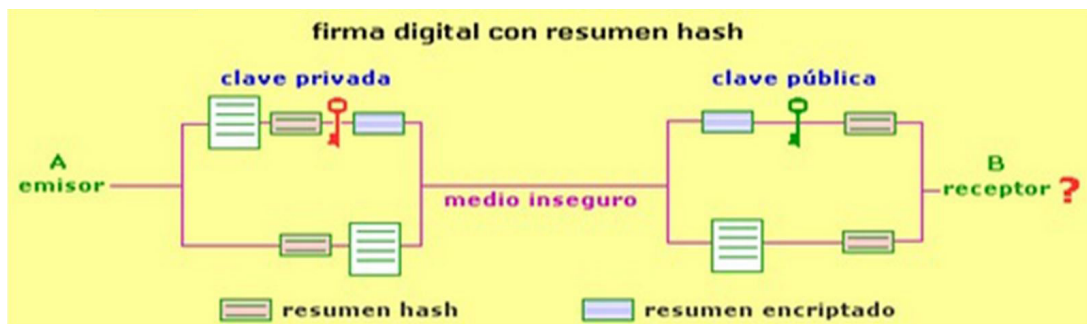 firma digital con resumen hash
clave privada
clave pública
A
emisor
medio inseguro
B
receptor ?
resumen hash
resumen encriptado